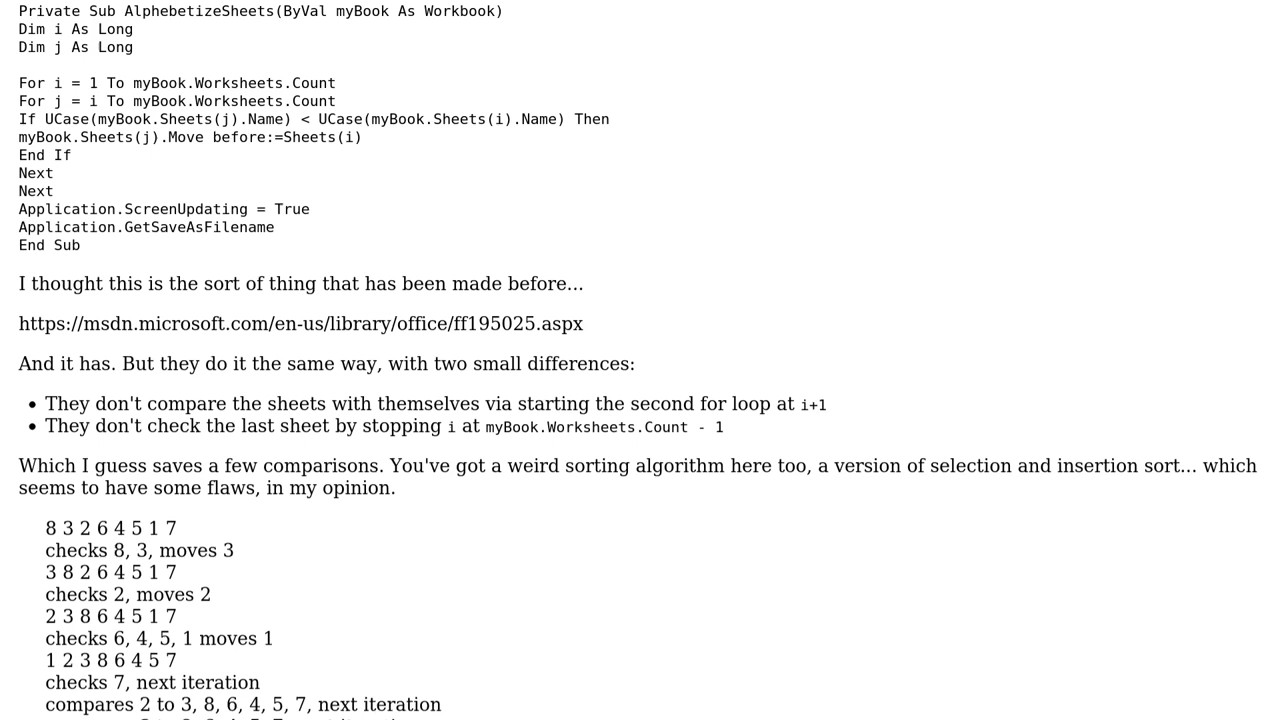 Private Sub AlphebetizeSheets(ByVal myBook As Workbook)
Dim i As Long
Dim j As Long

For i = 1 To myBook.Worksheets.Count
For j = i To myBook.Worksheets.Count
If UCase(myBook.Sheets(j).Name) < UCase(myBook.Sheets(i).Name) Then
myBook.Sheets(j).Move before:=Sheets(i)
End If
Next
Next
Application.ScreenUpdating = True
Application.GetSaveAsFilename
End Sub
I thought this is the sort of thing that has been made before...
https://msdn.microsoft.com/en-us/library/office/ff195025.aspx
And it has. But they do it the same way, with two small differences:
• They don't compare the sheets with themselves via starting the second for loop at i+1
• They don't check the last sheet by stopping i at myBook.Worksheets.Count - 1
Which I guess saves a few comparisons. You've got a weird sorting algorithm here too, a version of selection and insertion sort... which
seems to have some flaws, in my opinion.
8 3 2 6 4 5 1 7
checks 8, 3, moves 3
3 8 2 6 4 5 1 7
checks 2, moves 2
2 3 8 6 4 5 1 7
checks 6, 4, 5, 1 moves 1
1 2 3 8 6 4 5 7
checks 7, next iteration
compares 2 to 3, 8, 6, 4, 5, 7, next iteration